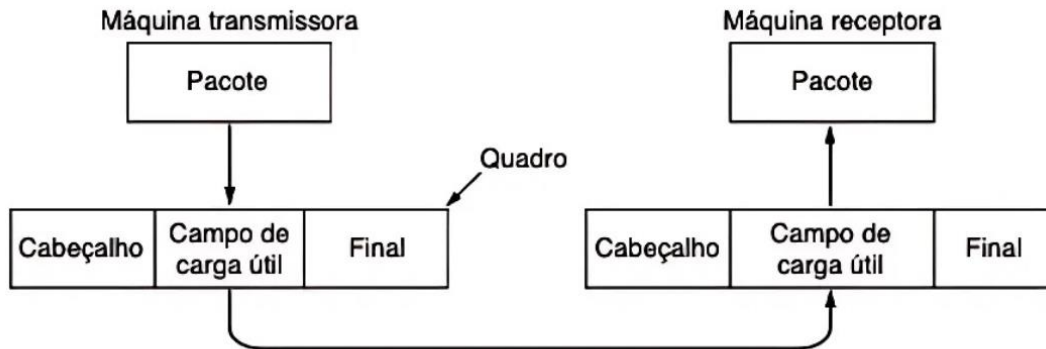 Máquina transmissora
Máquina receptora
Pacote
Pacote
Quadro
Cabeçalho
Campo de
carga útil
Final
Cabeçalho
Campo de
carga útil
Final